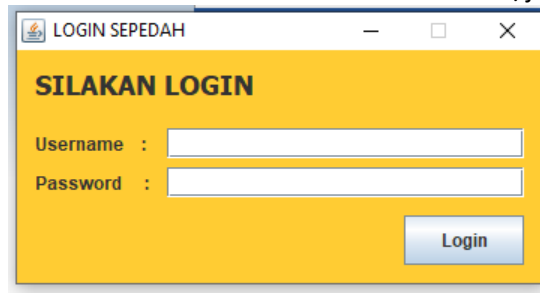 LOGIN SEPEDAH
SILAKAN LOGIN
Username :
Password :
Login